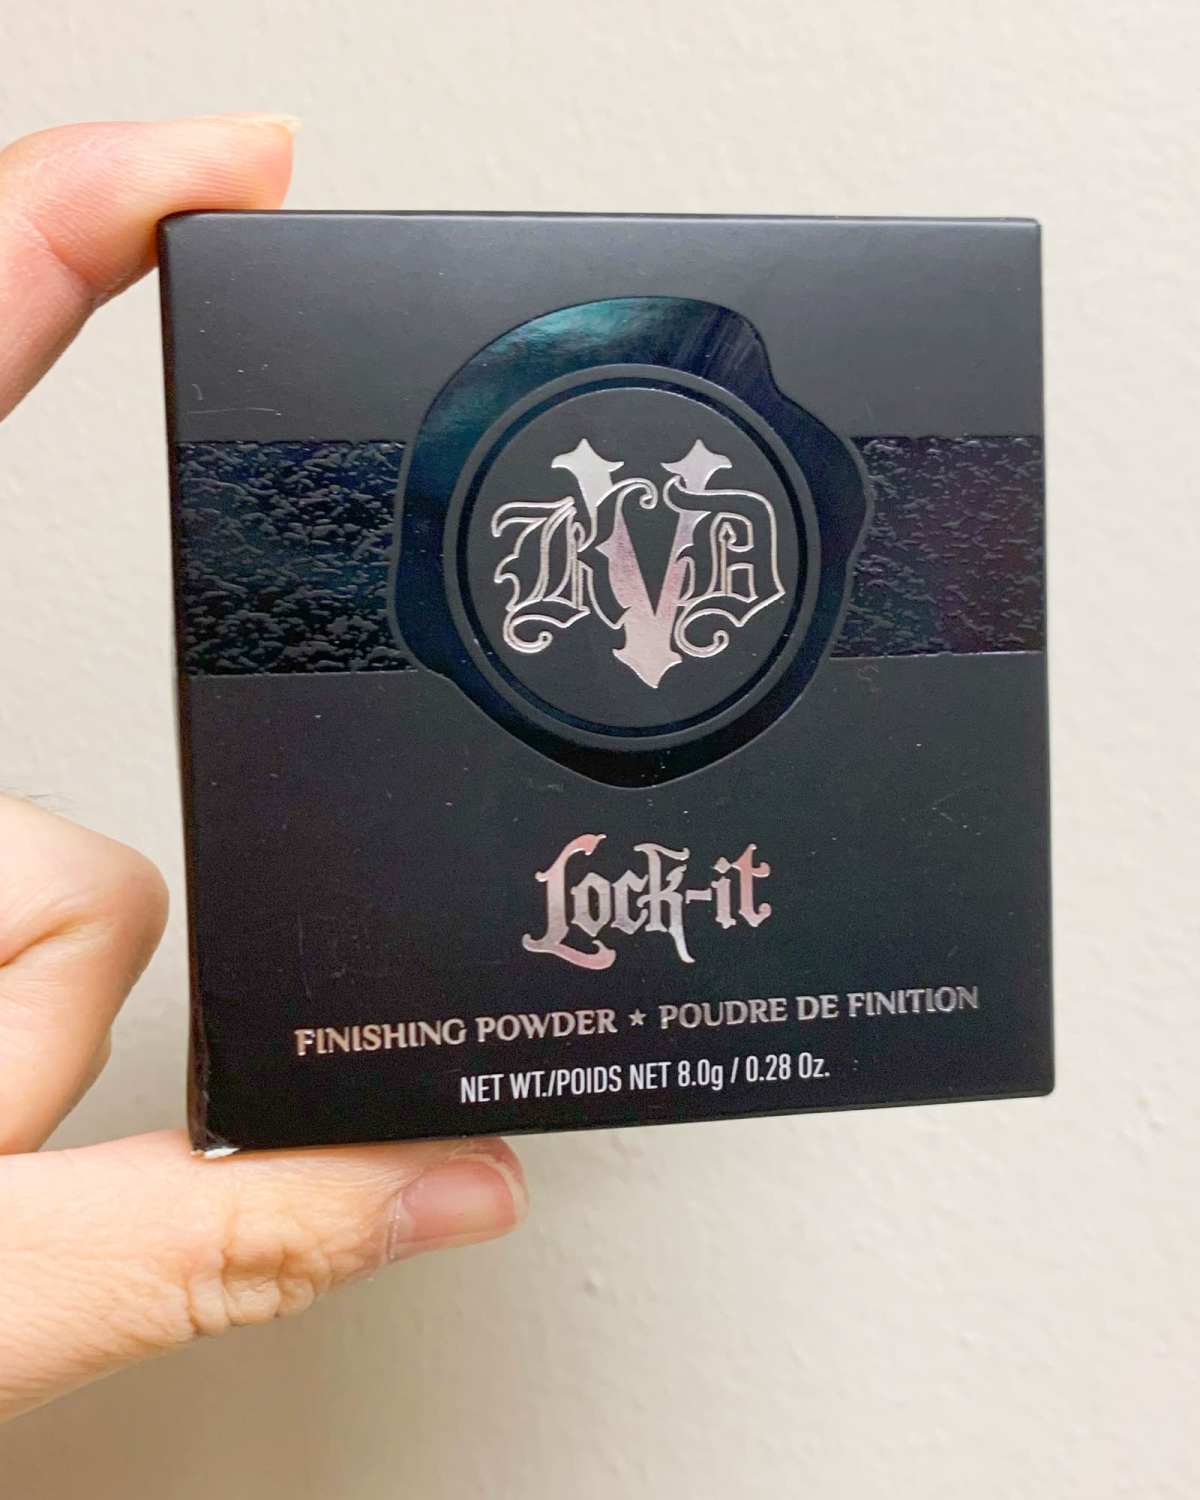 KVD
Lock-it
FINISHING POWDER ★ POUDRE DE FINITION
NET WT./POIDS NET 8.0g / 0.28 Oz.